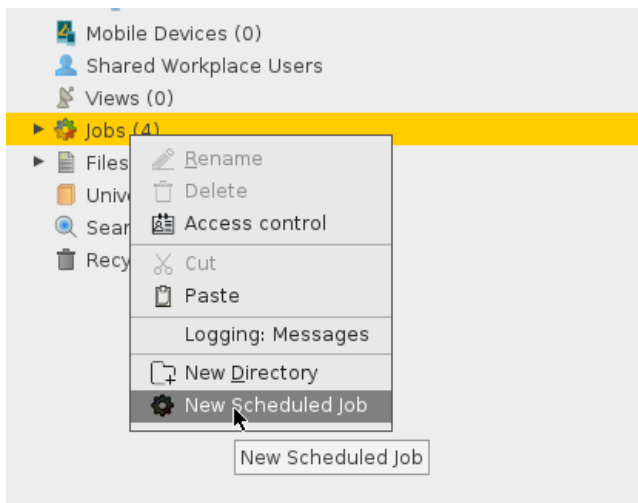 Mobile Devices (0)
Shared Workplace Users
Views (0)
Jobs (4)
Files
Rename
Delete
Access control
Cut
Paste
Logging: Messages
New Directory
New Scheduled Job
New Scheduled Job